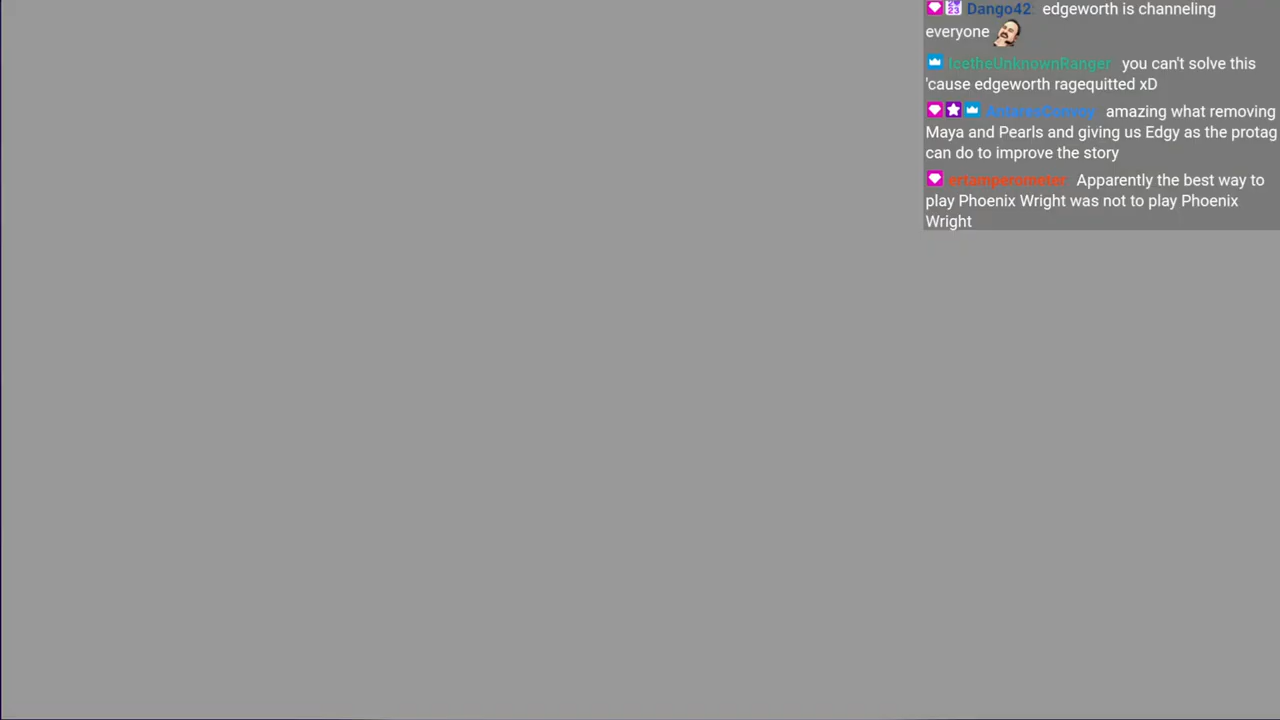 Dango42: edgeworth is channeling
everyone
IcetheUnknownRanger: you can't solve this
'cause edgeworth ragequitted xD
amazing what removing
Maya and Pearls and giving us Edgy as the protag
can do to improve the story
Apparently the best way to
play Phoenix Wright was not to play Phoenix
Wright